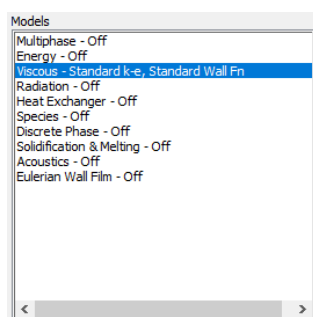 Models
Multiphase - Off
Energy - Off
Viscous - Standard k-e, Standard Wall Fn
Radiation - Off
Heat Exchanger - Off
Species - Off
Discrete Phase - Off
Solidification & Melting - Off
Acoustics - Off
Eulerian Wall Film - Off